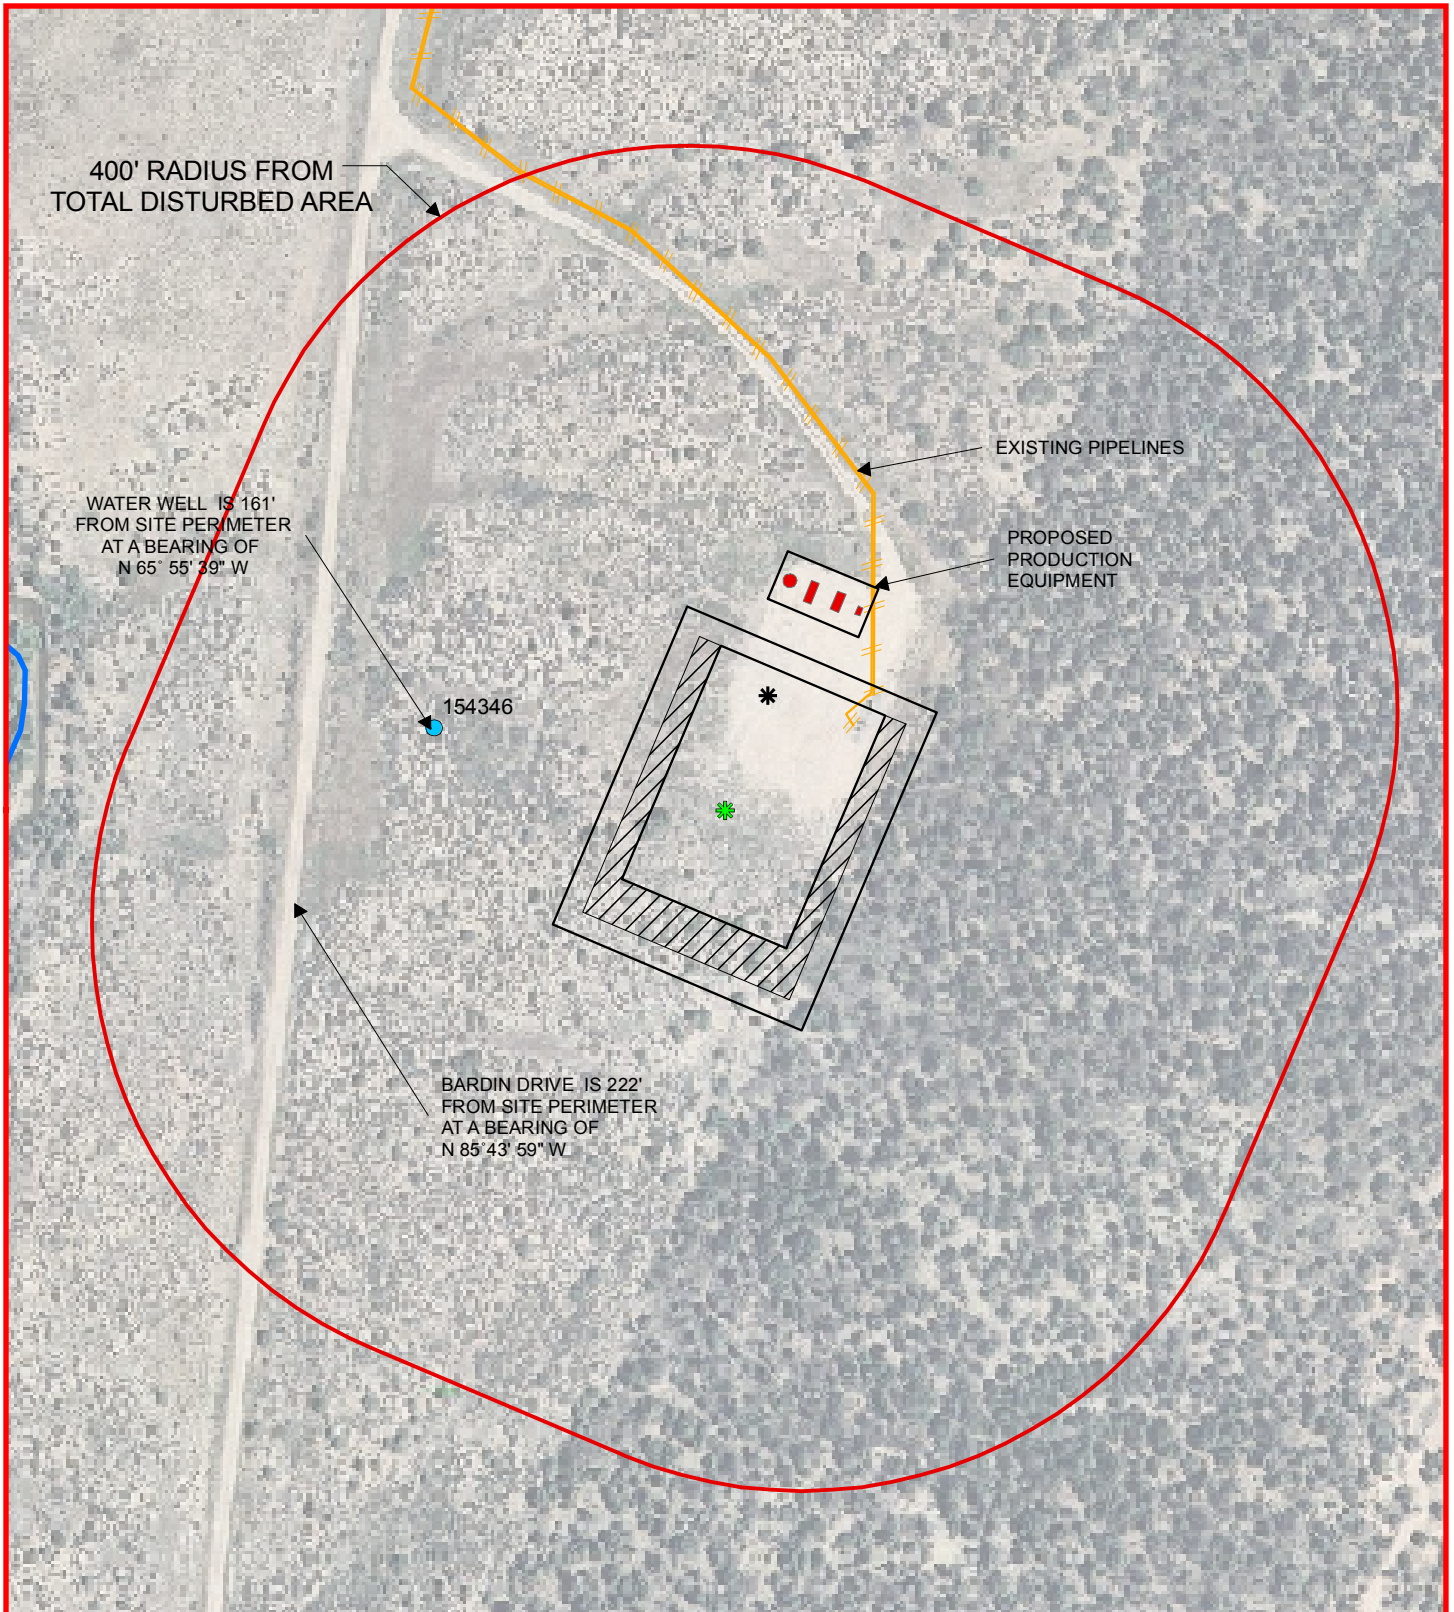 400' RADIUS FROM
TOTAL DISTURBED AREA
EXISTING PIPELINES
WATER WELL IS 161'
FROM SITE PERIMETER
AT A BEARING OF
N 65° 55' 39" W
PROPOSED
PRODUCTION
EQUIPMENT
154346
BARDIN DRIVE IS 222'
FROM SITE PERIMETER
AT A BEARING OF
N 85°43' 59" W